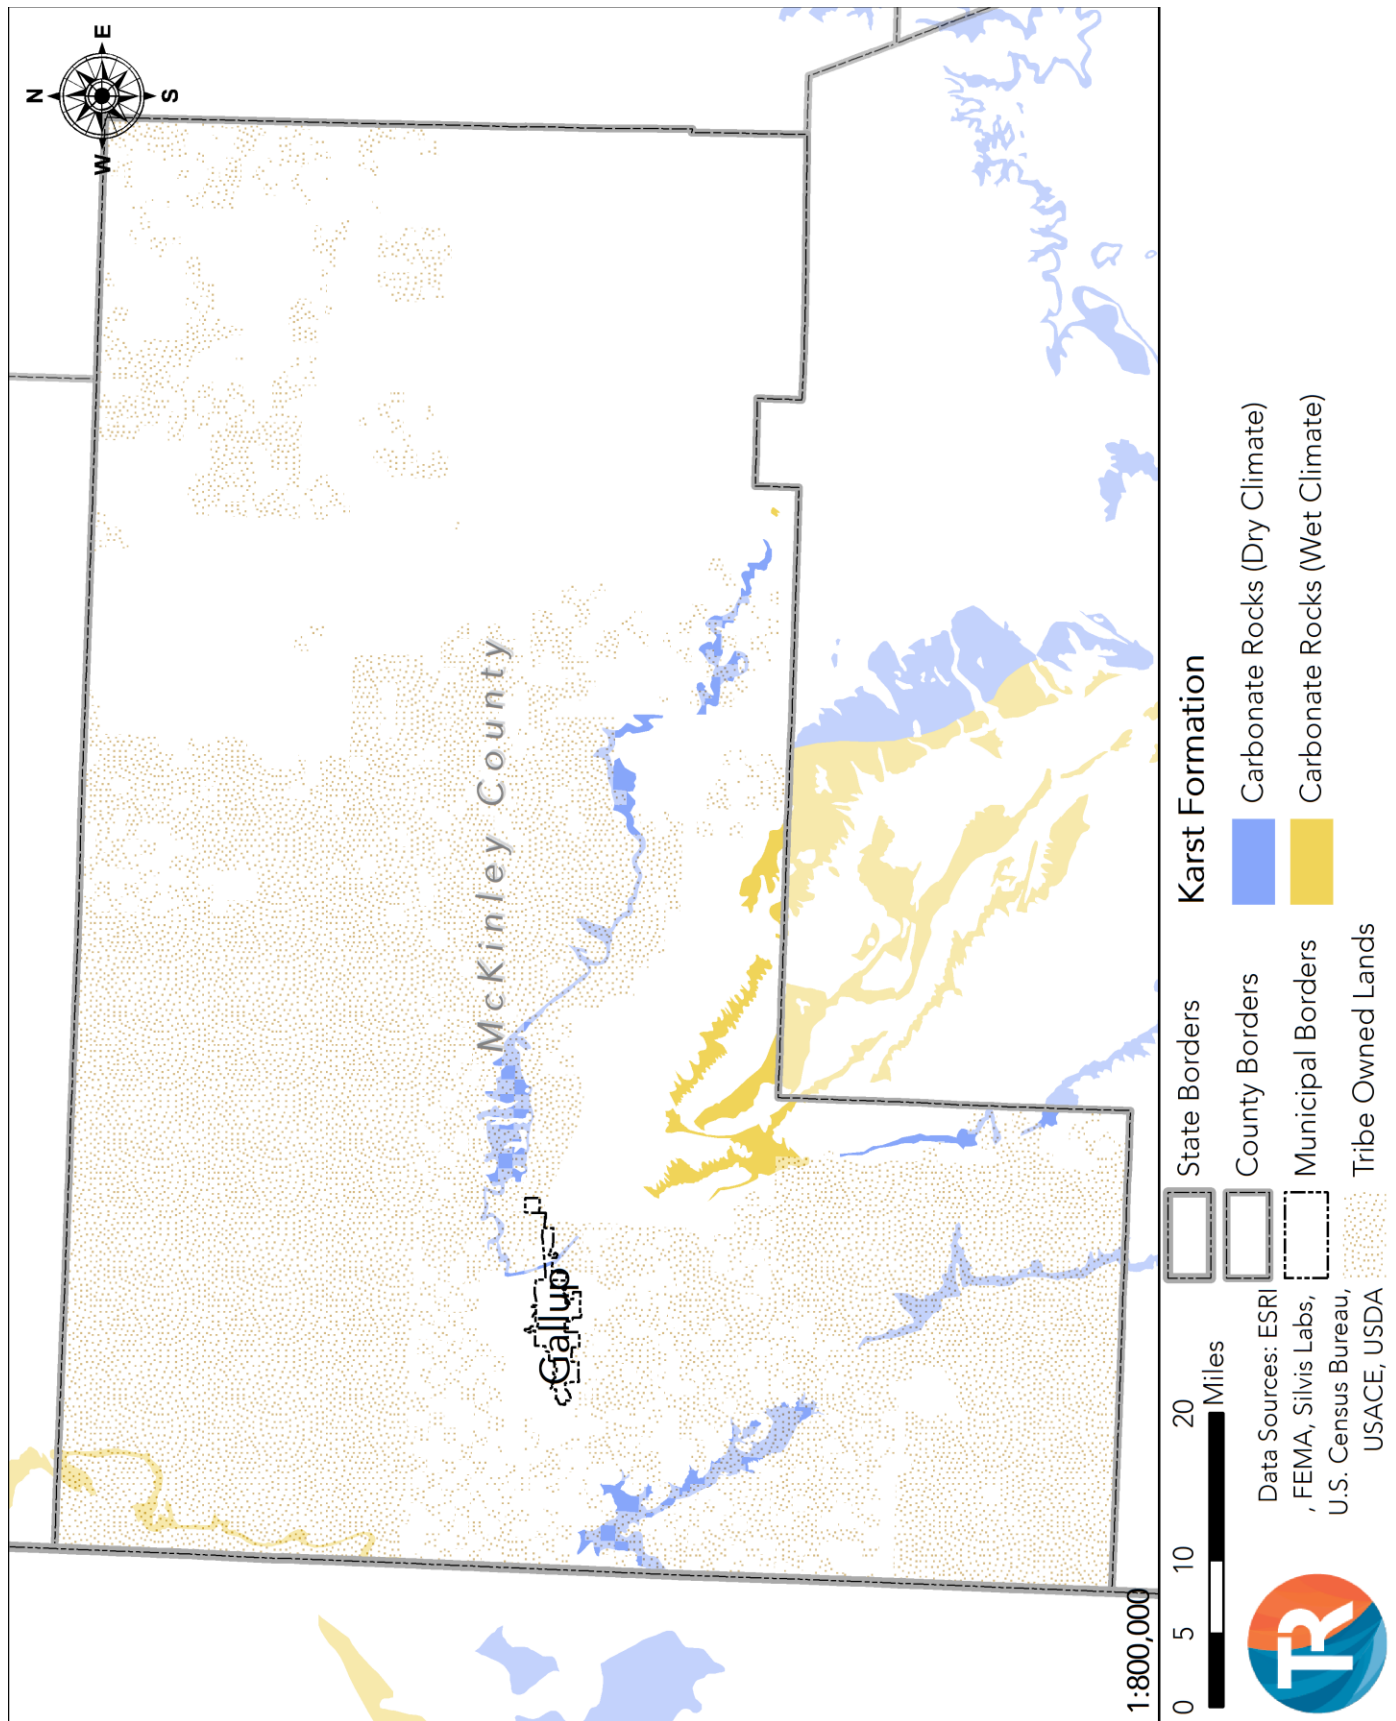 N
E
S
W
McKinley County
Gallup
1:800,000
0 5 10 20
Miles
Data Sources: ESRI
, FEMA, Silvis Labs,
U.S. Census Bureau,
USACE, USDA
State Borders
County Borders
Municipal Borders
Tribe Owned Lands
Karst Formation
Carbonate Rocks (Dry Climate)
Carbonate Rocks (Wet Climate)
TR